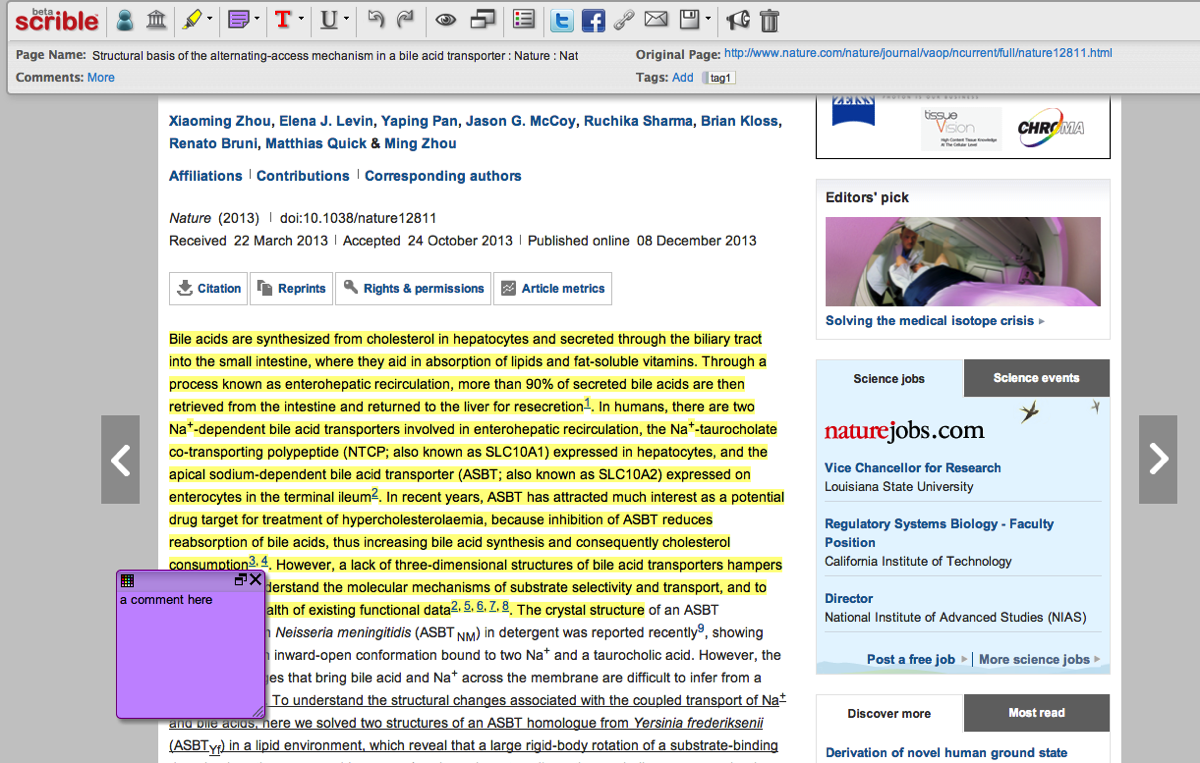 beta
scrible
T
U
Page Name: Structural basis of the alternating-access mechanism in a bile acid transporter : Nature : Nat
Original Page: http://www.nature.com/nature/journal/vaop/ncurrent/full/nature12811.html
Comments: More
Tags: Add tag1
Xiaoming Zhou, Elena J. Levin, Yaping Pan, Jason G. McCoy, Ruchika Sharma, Brian Kloss,
Renato Bruni, Matthias Quick & Ming Zhou
Affiliations | Contributions | Corresponding authors
Nature (2013) | doi:10.1038/nature12811
Received 22 March 2013 | Accepted 24 October 2013 | Published online 08 December 2013
Citation
Reprints
Rights & permissions
Article metrics
Bile acids are synthesized from cholesterol in hepatocytes and secreted through the biliary tract
into the small intestine, where they aid in absorption of lipids and fat-soluble vitamins. Through a
process known as enterohepatic recirculation, more than 90% of secreted bile acids are then
retrieved from the intestine and returned to the liver for resecretion1. In humans, there are two
Na+-dependent bile acid transporters involved in enterohepatic recirculation, the Na+-taurocholate
co-transporting polypeptide (NTCP; also known as SLC10A1) expressed in hepatocytes, and the
apical sodium-dependent bile acid transporter (ASBT; also known as SLC10A2) expressed on
enterocytes in the terminal ileum2. In recent years, ASBT has attracted much interest as a potential
drug target for treatment of hypercholesterolaemia, because inhibition of ASBT reduces
reabsorption of bile acids, thus increasing bile acid synthesis and consequently cholesterol
consumption3, 4. However, a lack of three-dimensional structures of bile acid transporters hampers
derstand the molecular mechanisms of substrate selectivity and transport, and to
alth of existing functional data2, 5, 6, 7, 8. The crystal structure of an ASBT
Neisseria meningitidis (ASBTNM) in detergent was reported recently9, showing
inward-open conformation bound to two Na+ and a taurocholic acid. However, the
es that bring bile acid and Na+ across the membrane are difficult to infer from a
To understand the structural changes associated with the coupled transport of Na+
and bile acids, here we solved two structures of an ASBT homologue from Yersinia frederiksenii
(ASBTYf) in a lipid environment, which reveal that a large rigid-body rotation of a substrate-binding
a comment here
ZEISS
tissue
Vision
High Content Tissue Knowledge
At The Cellular Level
CHROMA
Editors' pick
Solving the medical isotope crisis
Science jobs
Science events
naturejobs.com
Vice Chancellor for Research
Louisiana State University
Regulatory Systems Biology - Faculty
Position
California Institute of Technology
Director
National Institute of Advanced Studies (NIAS)
Post a free job | More science jobs
Discover more
Most read
Derivation of novel human ground state